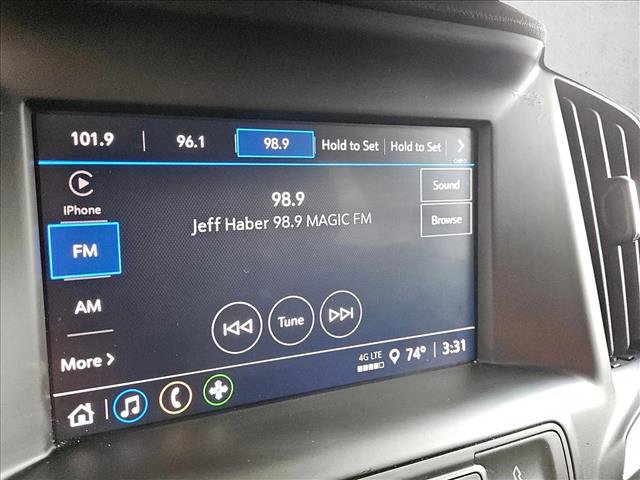 101.9 96.1 98.9 Hold to Set Hold to Set >
iPhone
Sound
98.9
Jeff Haber 98.9 MAGIC FM
Browse
FM
AM
Tune
More >
4G LTE 74° 3:31